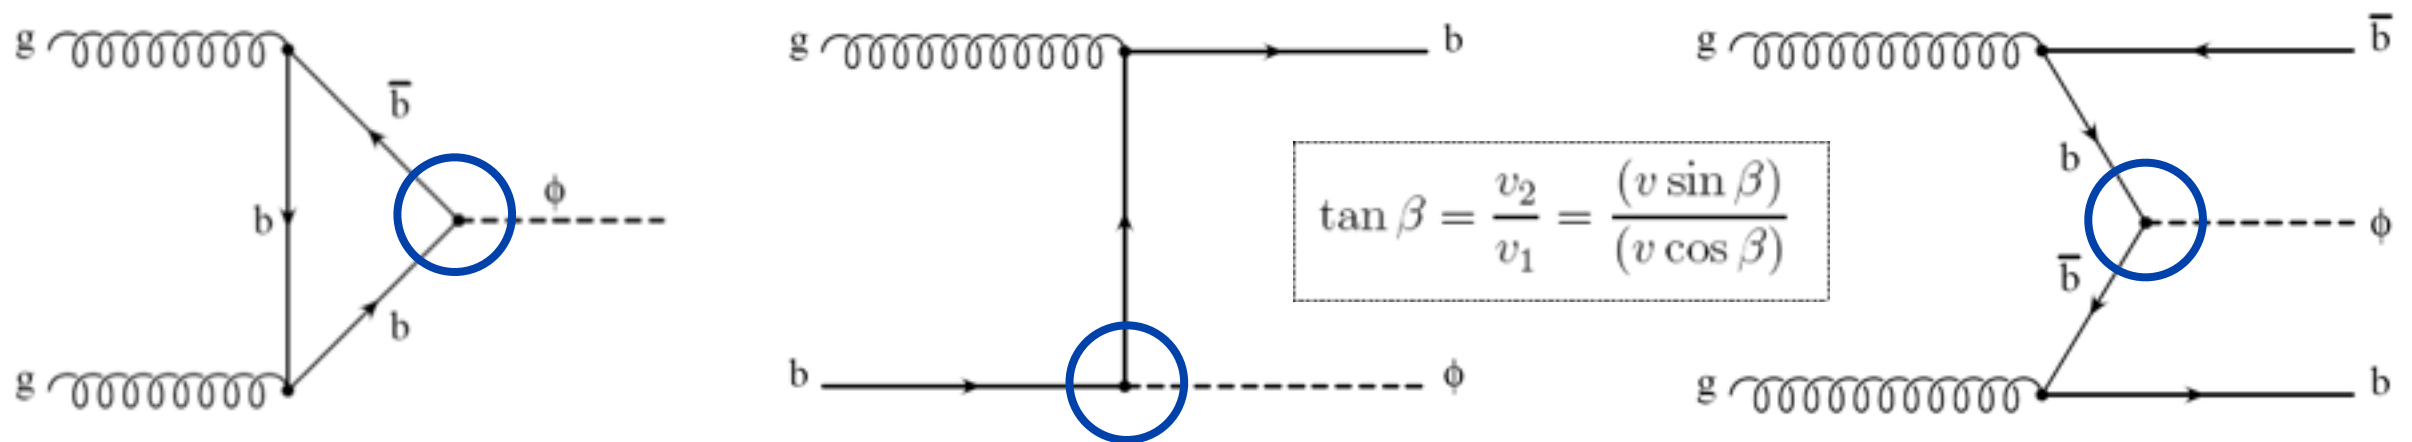 g
b̄
ϕ
b
b
g
g
b
b
ϕ
tan β = v₂/v₁ = (v sin β)/(v cos β)
g
b̄
b
ϕ
b̄
g
b